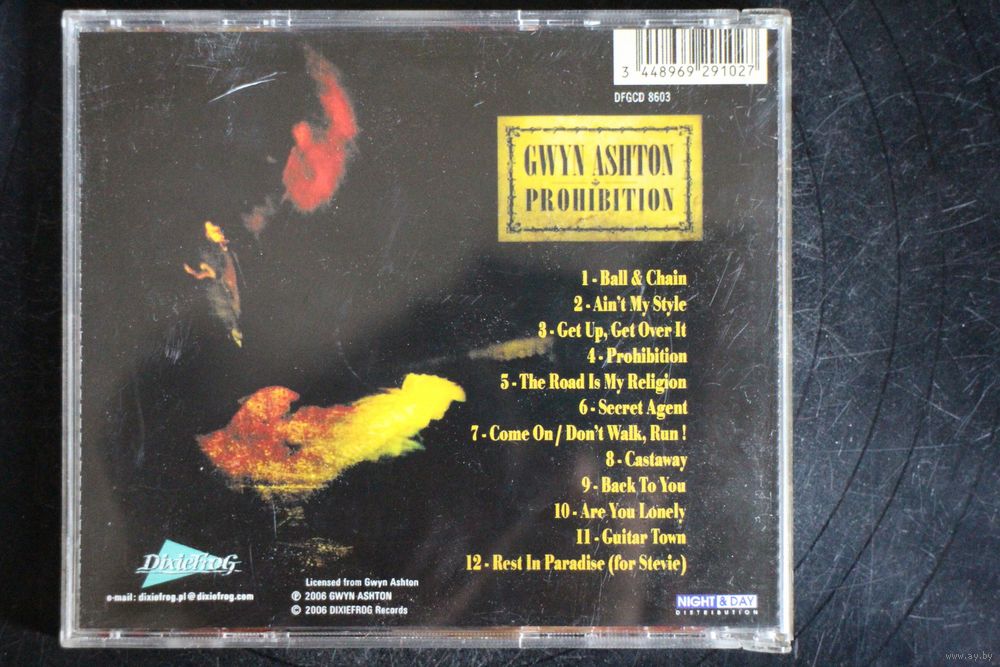 3 448969 291027
DFGCD 8603
GWYN ASHTON
PROHIBITION
1 - Ball & Chain
2 - Ain't My Style
3 - Get Up, Get Over It
4 - Prohibition
5 - The Road Is My Religion
6 - Secret Agent
7 - Come On / Don't Walk, Run !
8 - Castaway
9 - Back To You
10 - Are You Lonely
11 - Guitar Town
12 - Rest In Paradise (for Stevie)
DixieFrog
e-mail : dixiefrog.pl@dixiefrog.com
Licensed from Gwyn Ashton
℗ 2006 GWYN ASHTON
© 2006 DIXIEFROG Records
NIGHT & DAY
DISTRIBUTION
www.ay.by